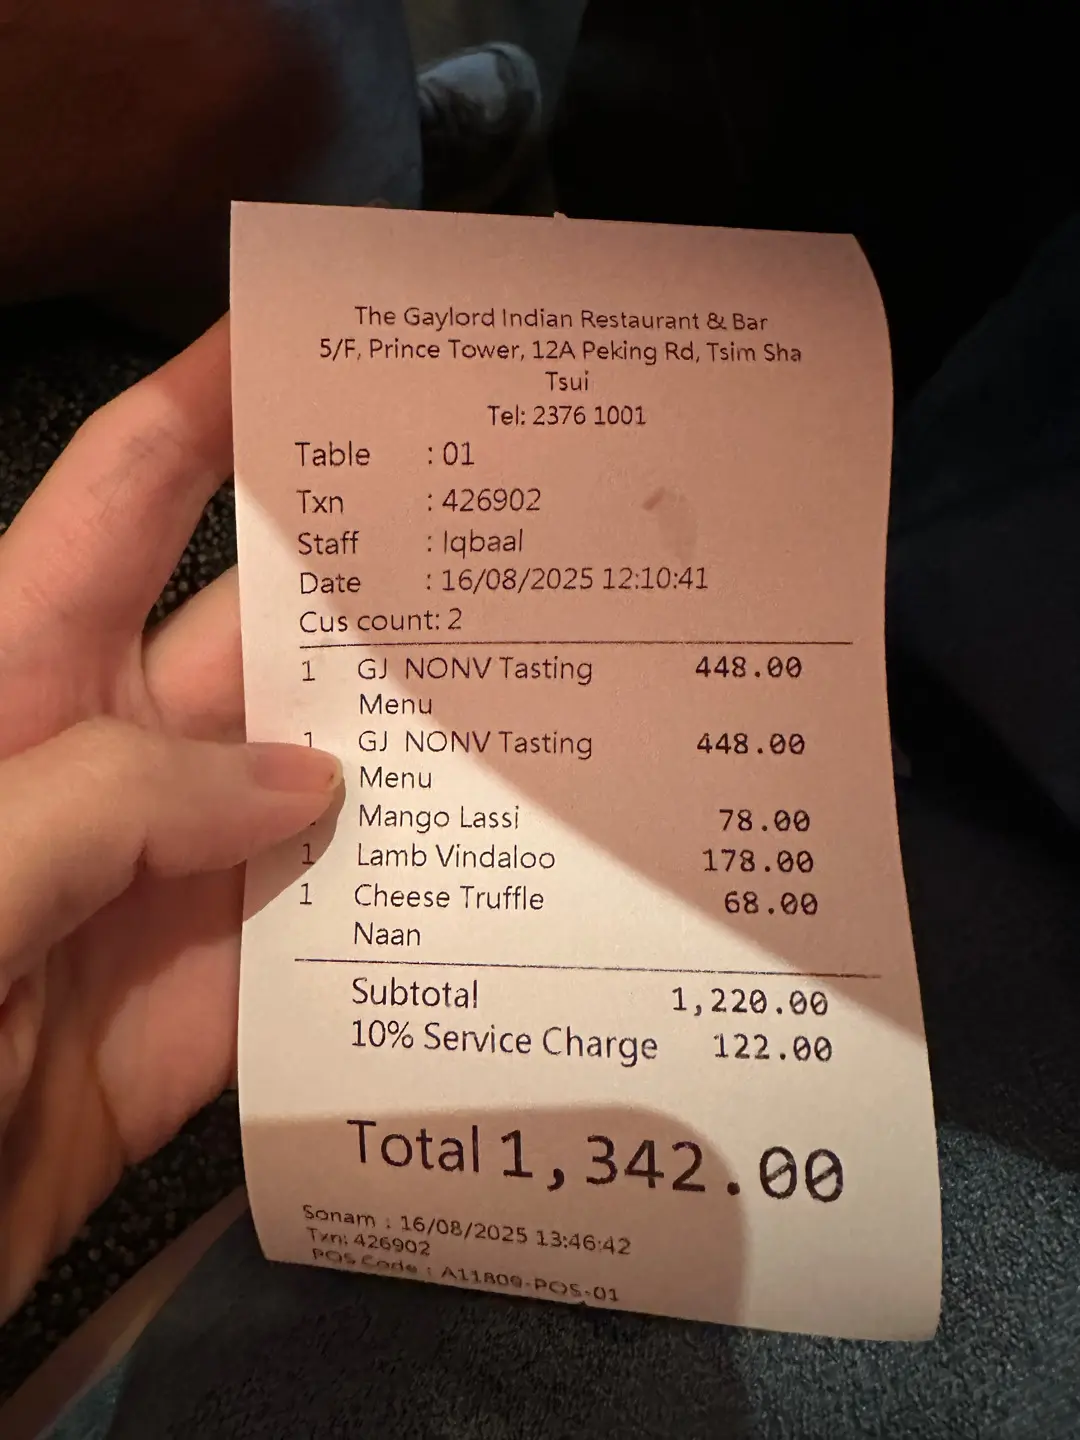 The Gaylord Indian Restaurant & Bar
5/F, Prince Tower, 12A Peking Rd, Tsim Sha
Tsui
Tel: 2376 1001
Table : 01
Txn : 426902
Staff : Iqbaal
Date : 16/08/2025 12:10:41
Cus count: 2
1 GJ NONV Tasting 448.00
Menu
1 GJ NONV Tasting 448.00
Menu
Mango Lassi 78.00
1 Lamb Vindaloo 178.00
1 Cheese Truffle 68.00
Naan
Subtotal 1,220.00
10% Service Charge 122.00
Total 1,342.00
Sonam : 16/08/2025 13:46:42
Txn: 426902
POS Code : A11809-POS-01